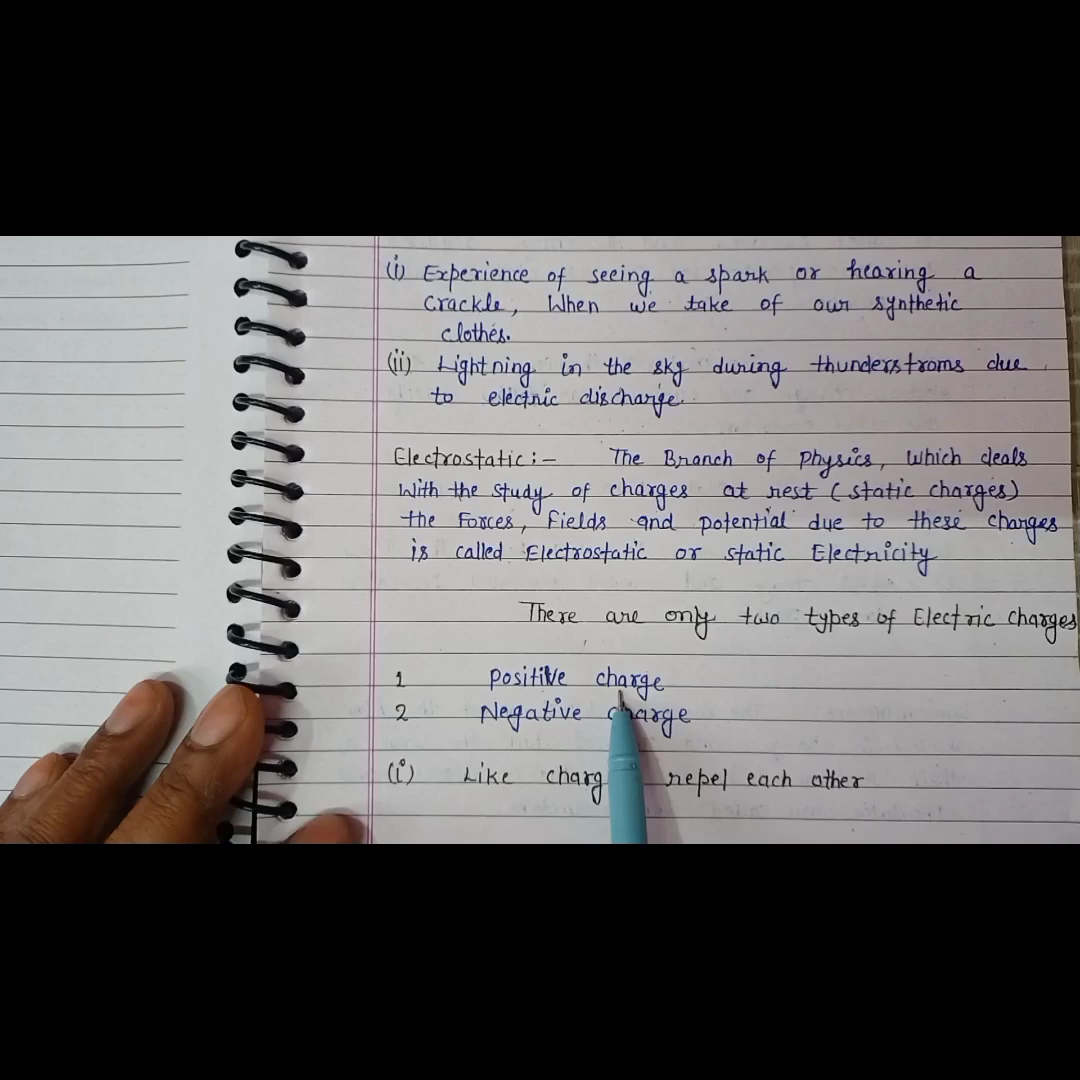 (i) Experience of seeing a spark or hearing a
Crackle, When we take of our synthetic
clothes.
(ii) Lightning in the sky during thunderstroms due
to electric discharge.
Electrostatic :- The Branch of Physics, Which deals
With the study of charges at rest (static charges)
the Forces, Fields and potential due to these charges
is called Electrostatic or static Electricity
There are only two types of Electric charges
1 Positive charge
2 Negative charge
(i) Like charg repel each other